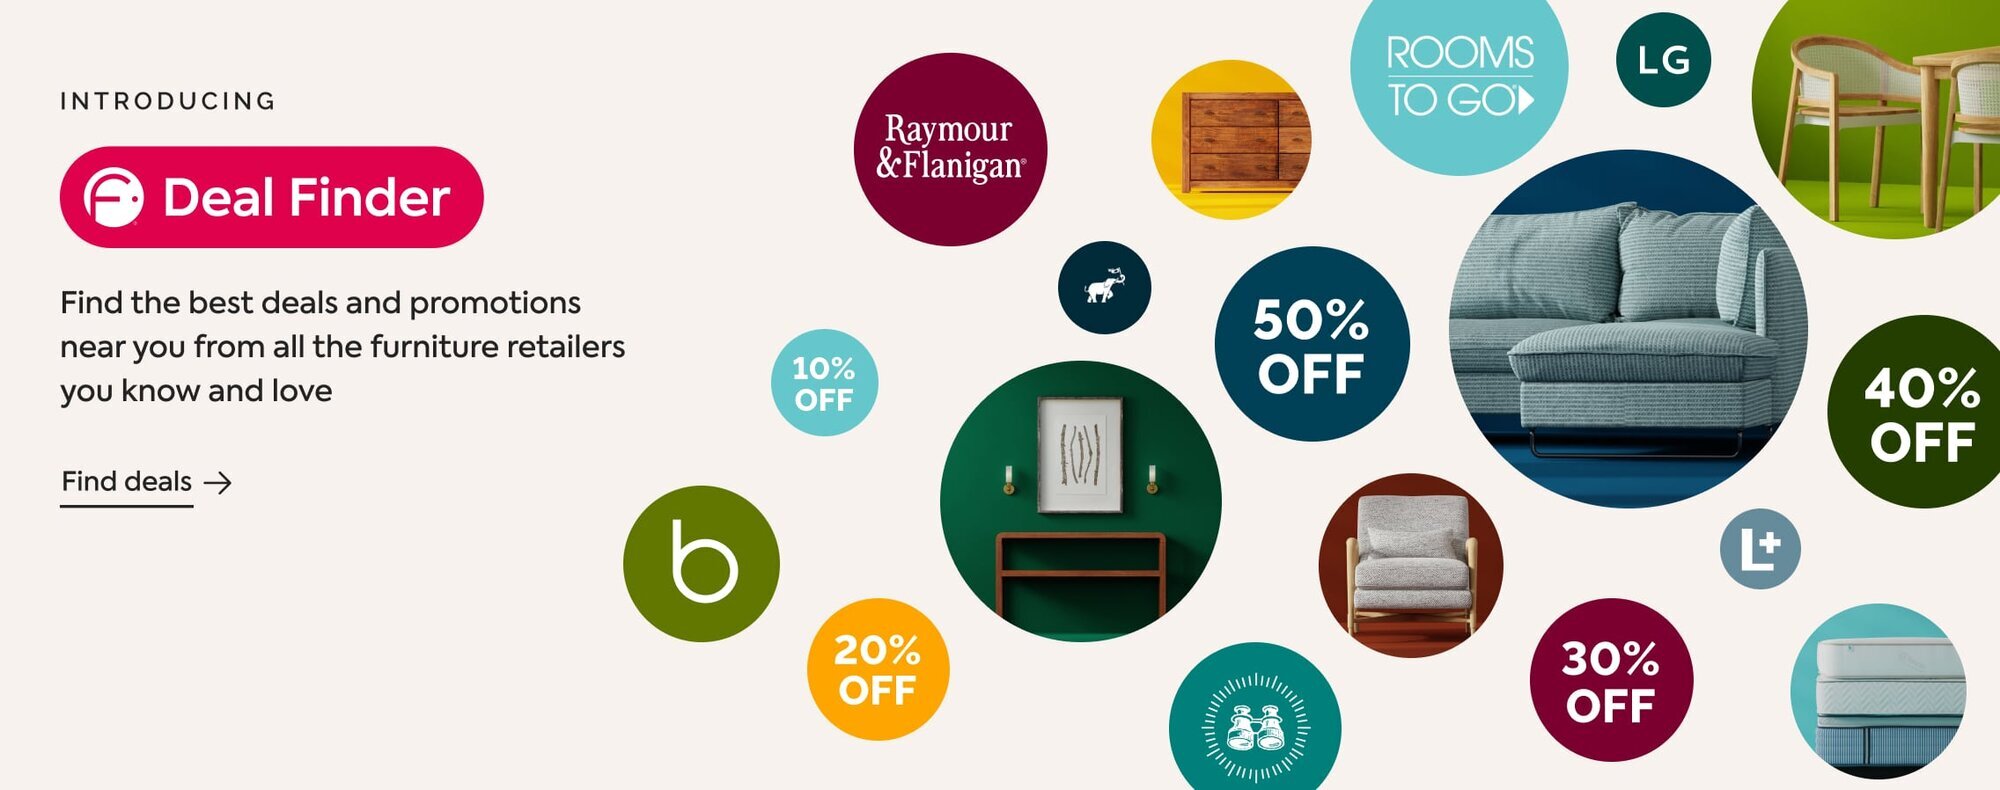 INTRODUCING
Deal Finder
Find the best deals and promotions
near you from all the furniture retailers
you know and love
Find deals →
Raymour
&Flanigan®
ROOMS
TO GO®
LG
50%
OFF
10%
OFF
40%
OFF
b
L+
20%
OFF
30%
OFF